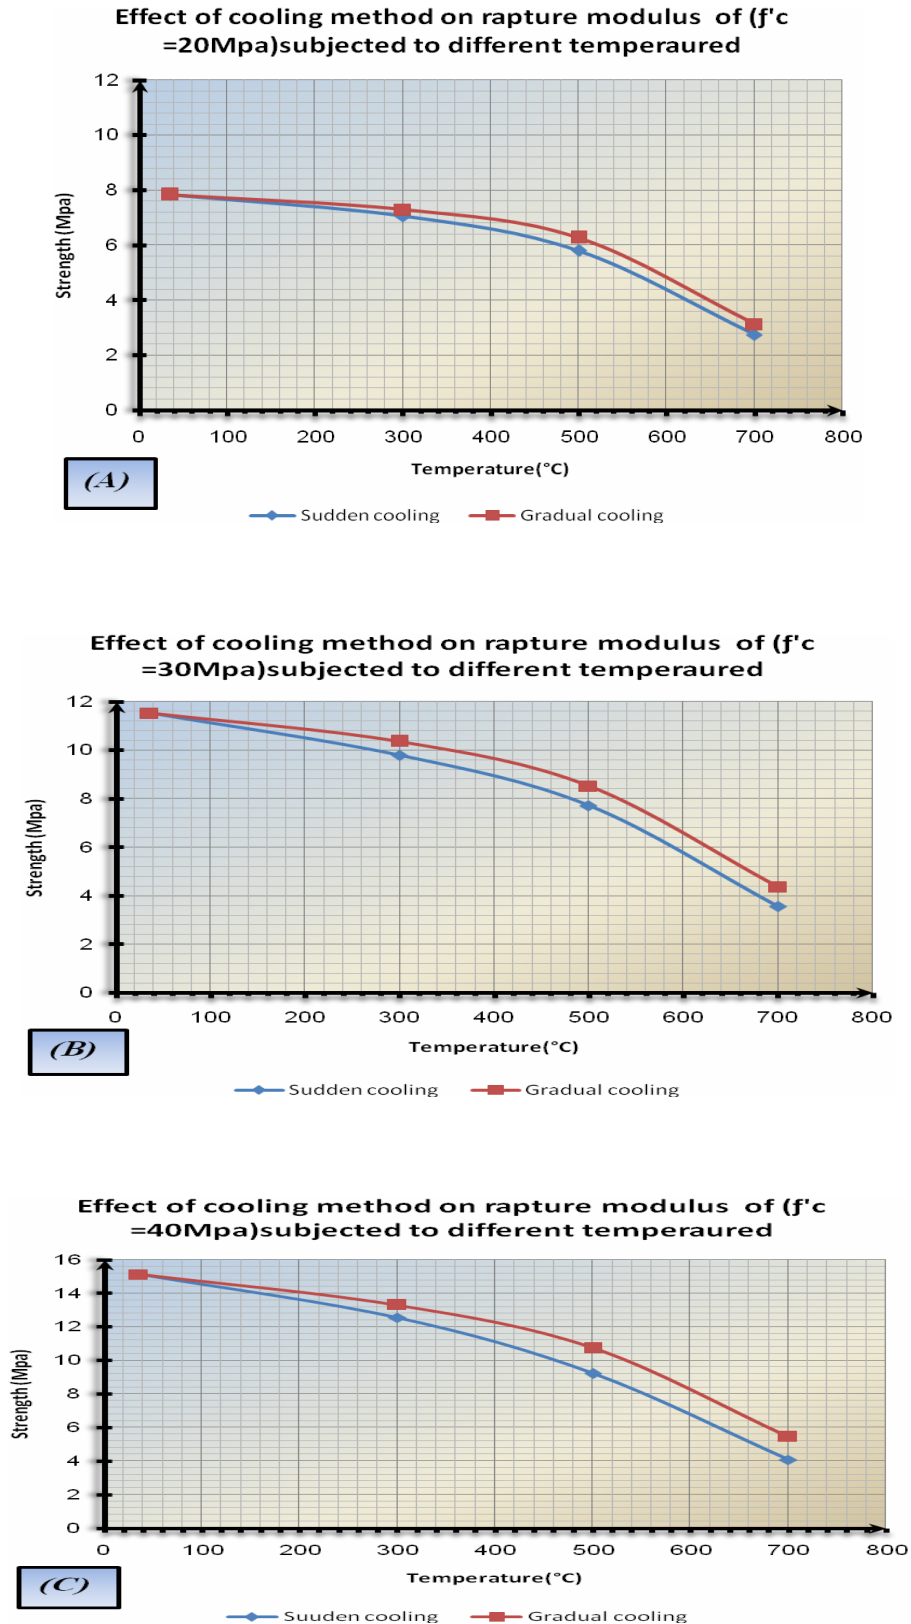 Effect of cooling method on rapture modulus of (ƒ'c
=20Mpa)subjected to different temperaured
12
10
8
6
4
2
0
Strength(Mpa)
0 100 200 300 400 500 600 700 800
Temperature(°C)
(A)
Sudden cooling Gradual cooling
Effect of cooling method on rapture modulus of (ƒ'c
=30Mpa)subjected to different temperaured
12
10
8
6
4
2
0
Strength(Mpa)
0 100 200 300 400 500 600 700 800
Temperature(°C)
(B)
Sudden cooling Gradual cooling
Effect of cooling method on rapture modulus of (ƒ'c
=40Mpa)subjected to different temperaured
16
14
12
10
8
6
4
2
0
Strength(Mpa)
0 100 200 300 400 500 600 700 800
Temperature(°C)
(C)
Suuden cooling Gradual cooling